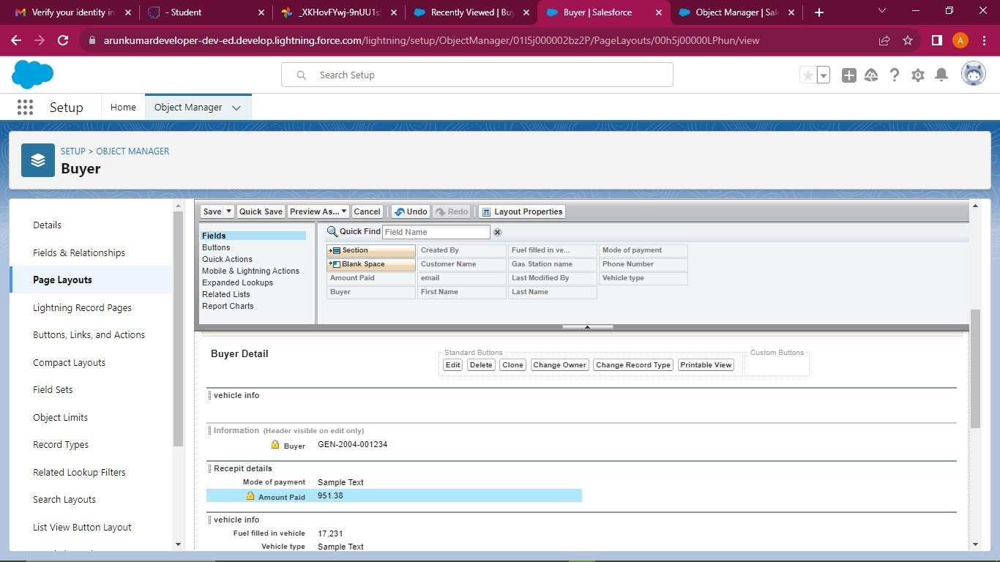 Verify your identity in
- Student
_XKHovFYwj-9nUU1s
Recently Viewed | Bu
Buyer | Salesforce
Object Manager | Sal
arunkumardeveloper-dev-ed.develop.lightning.force.com/lightning/setup/ObjectManager/01I5j000002bz2P/PageLayouts/00h5j00000LPhun/view
A
Search Setup
Setup
Home
Object Manager
SETUP > OBJECT MANAGER
Buyer
Details
Fields & Relationships
Page Layouts
Lightning Record Pages
Buttons, Links, and Actions
Compact Layouts
Field Sets
Object Limits
Record Types
Related Lookup Filters
Search Layouts
List View Button Layout
Save Quick Save Preview As... Cancel Undo Redo Layout Properties
Fields
Buttons
Quick Actions
Mobile & Lightning Actions
Expanded Lookups
Related Lists
Report Charts
Quick Find Field Name
Section Created By Fuel filled in ve... Mode of payment
Blank Space Customer Name Gas Station name Phone Number
Amount Paid email Last Modified By Vehicle type
Buyer First Name Last Name
Buyer Detail
Standard Buttons
Edit Delete Clone Change Owner Change Record Type Printable View
Custom Buttons
vehicle info
Information (Header visible on edit only)
Buyer GEN-2004-001234
Recepit details
Mode of payment Sample Text
Amount Paid 951.38
vehicle info
Fuel filled in vehicle 17,231
Vehicle type Sample Text